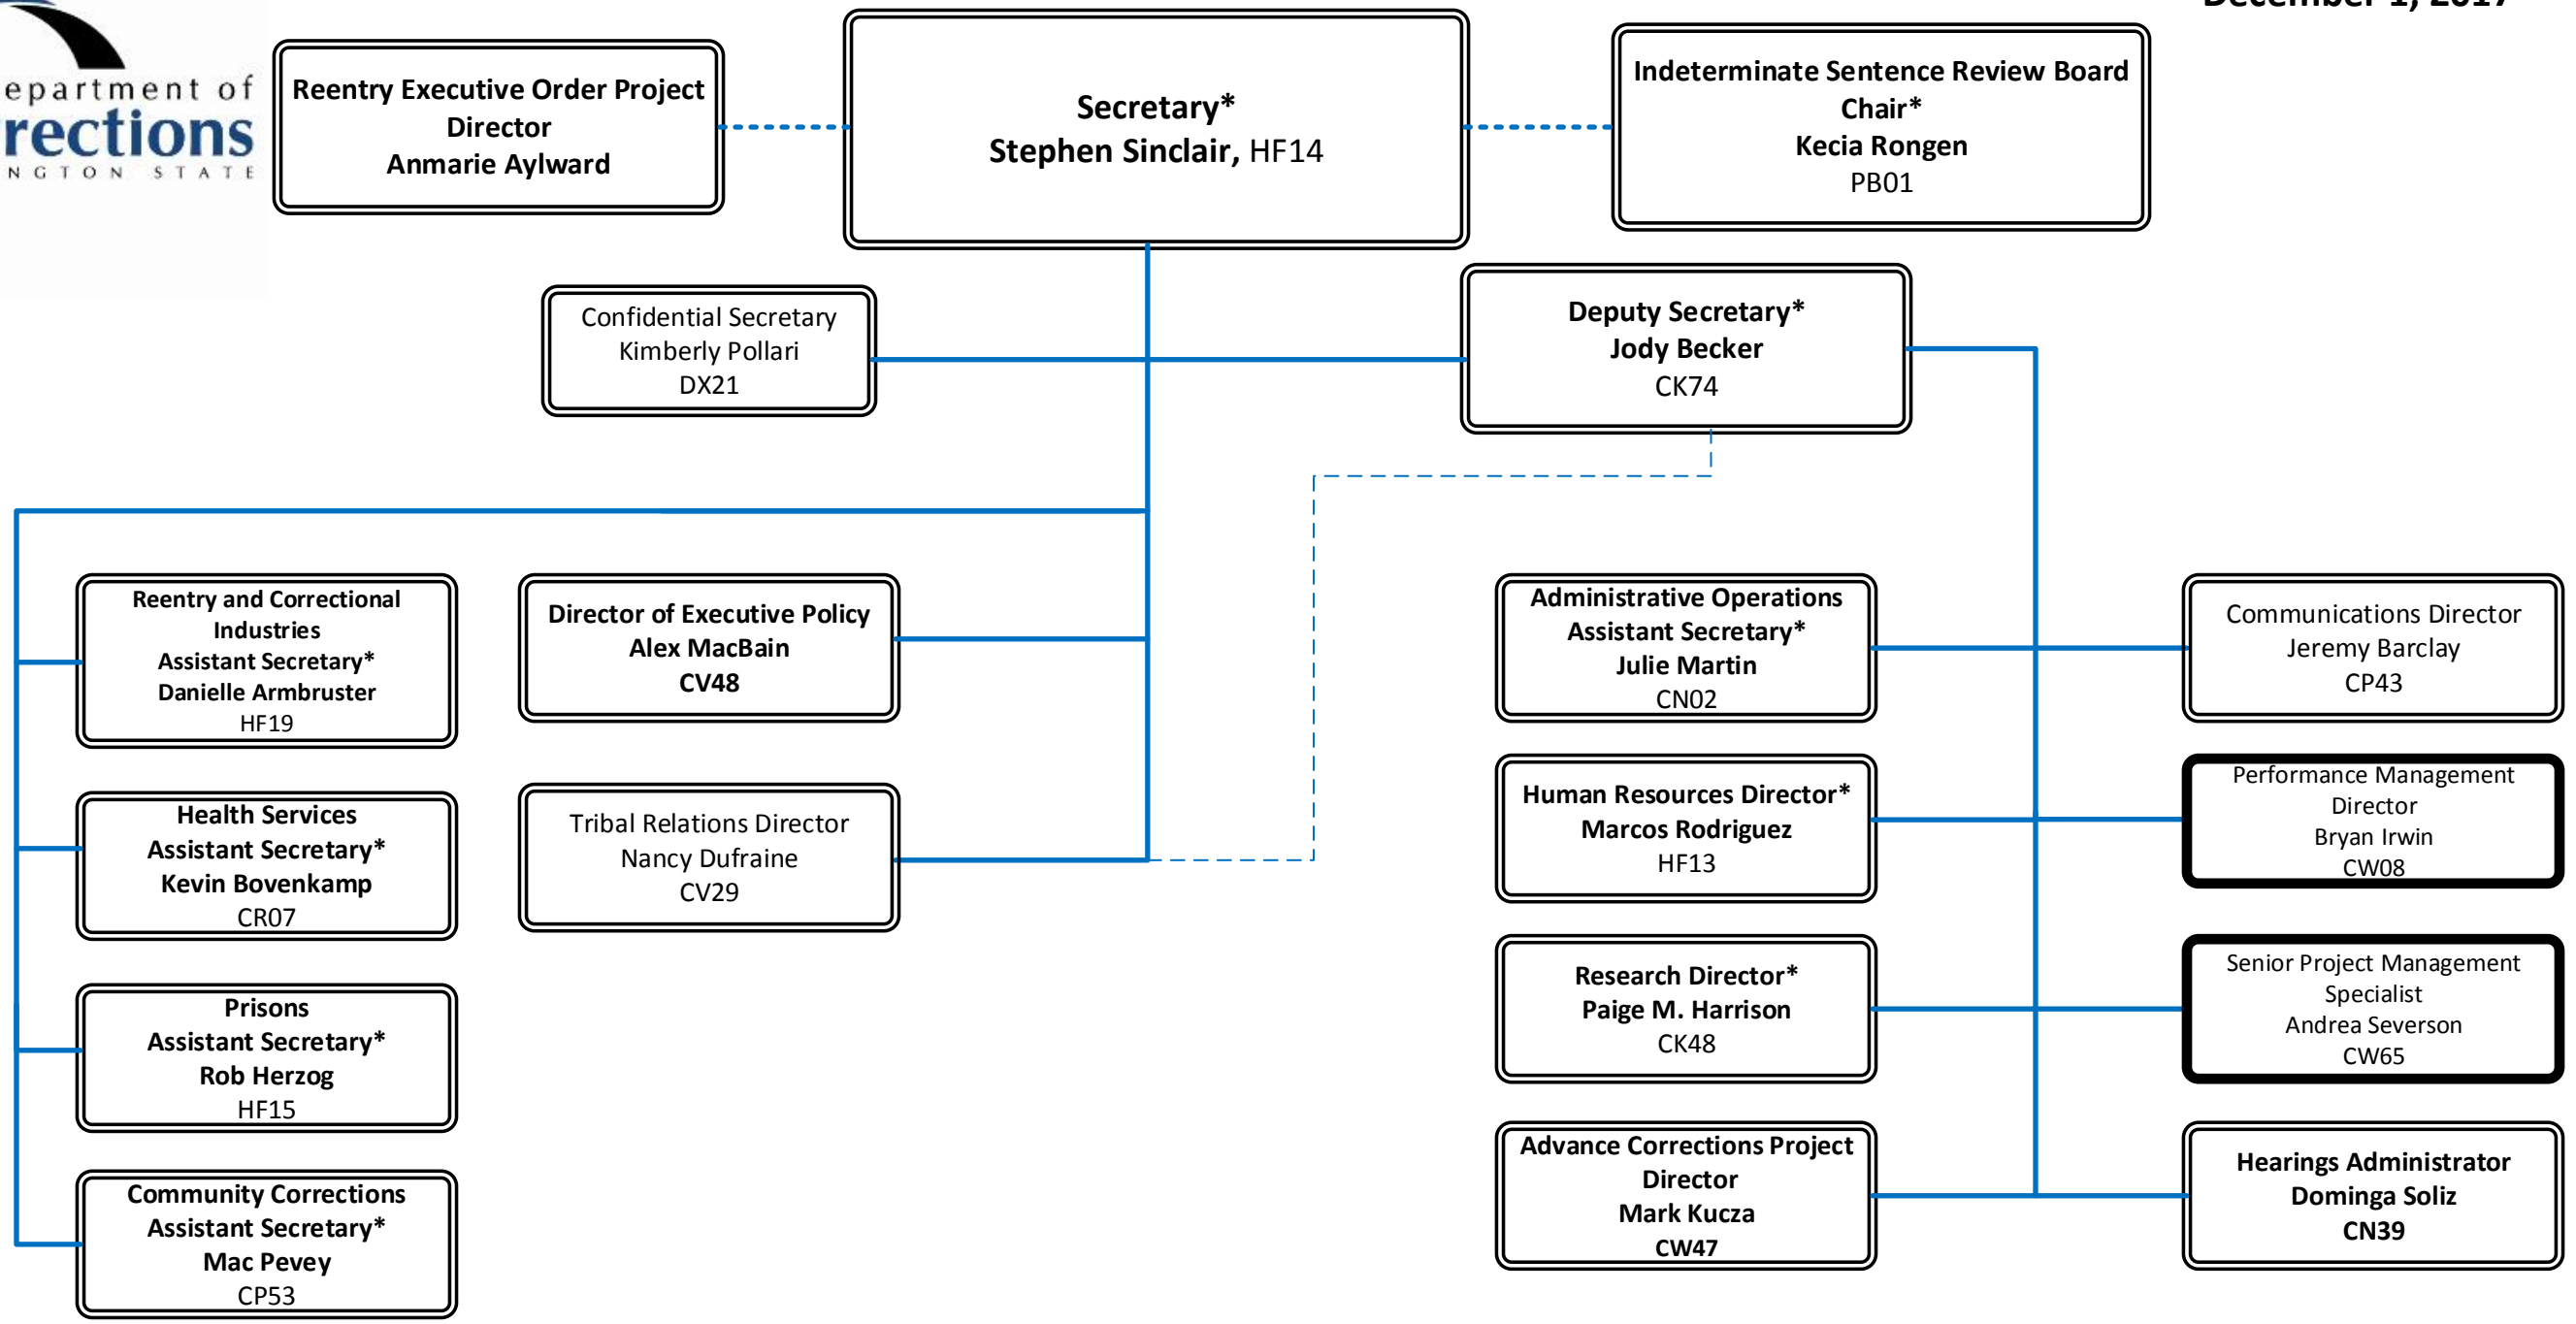 December 1, 2017
epartment of
rections
NGTON STATE
Reentry Executive Order Project
Director
Anmarie Aylward
Secretary*
Stephen Sinclair, HF14
Indeterminate Sentence Review Board
Chair*
Kecia Rongen
PB01
Confidential Secretary
Kimberly Pollari
DX21
Deputy Secretary*
Jody Becker
CK74
Reentry and Correctional
Industries
Assistant Secretary*
Danielle Armbruster
HF19
Director of Executive Policy
Alex MacBain
CV48
Administrative Operations
Assistant Secretary*
Julie Martin
CN02
Communications Director
Jeremy Barclay
CP43
Health Services
Assistant Secretary*
Kevin Bovenkamp
CR07
Tribal Relations Director
Nancy Dufraine
CV29
Human Resources Director*
Marcos Rodriguez
HF13
Performance Management
Director
Bryan Irwin
CW08
Prisons
Assistant Secretary*
Rob Herzog
HF15
Research Director*
Paige M. Harrison
CK48
Senior Project Management
Specialist
Andrea Severson
CW65
Community Corrections
Assistant Secretary*
Mac Pevey
CP53
Advance Corrections Project
Director
Mark Kucza
CW47
Hearings Administrator
Dominga Soliz
CN39